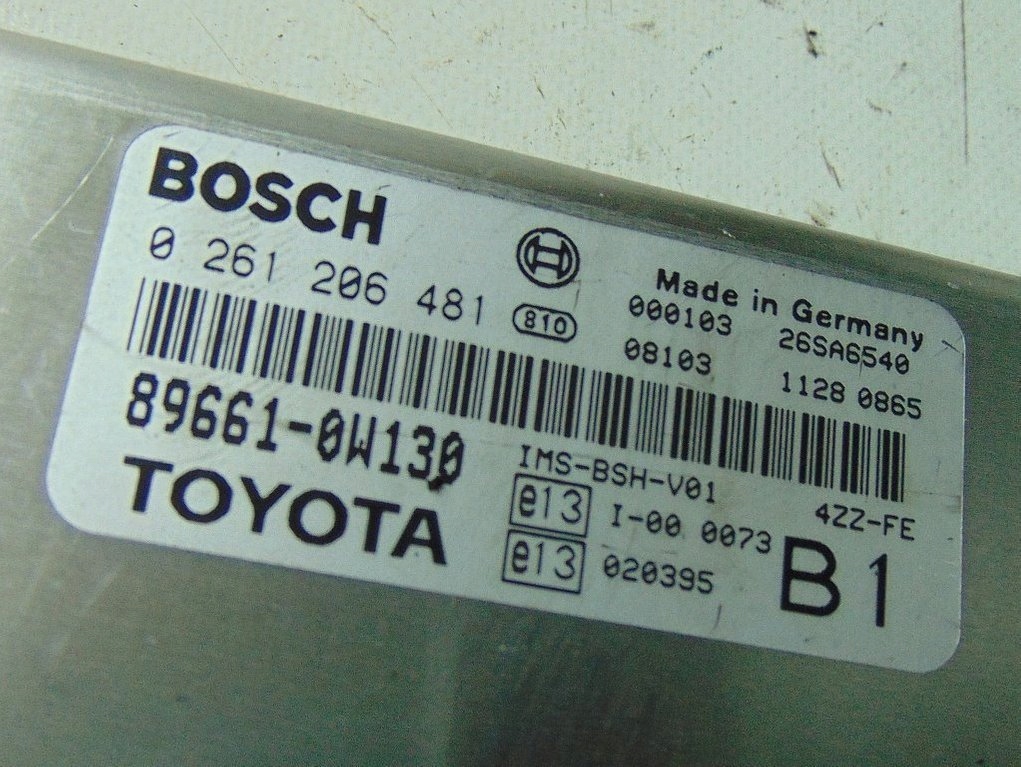 BOSCH
0 261 206 481
810
Made in Germany
000103 26SA6540
08103 1128 0865
89661-0W130
IMS-BSH-V01
4ZZ-FE
TOYOTA
e13 I-00 0073
e13 020395
B1